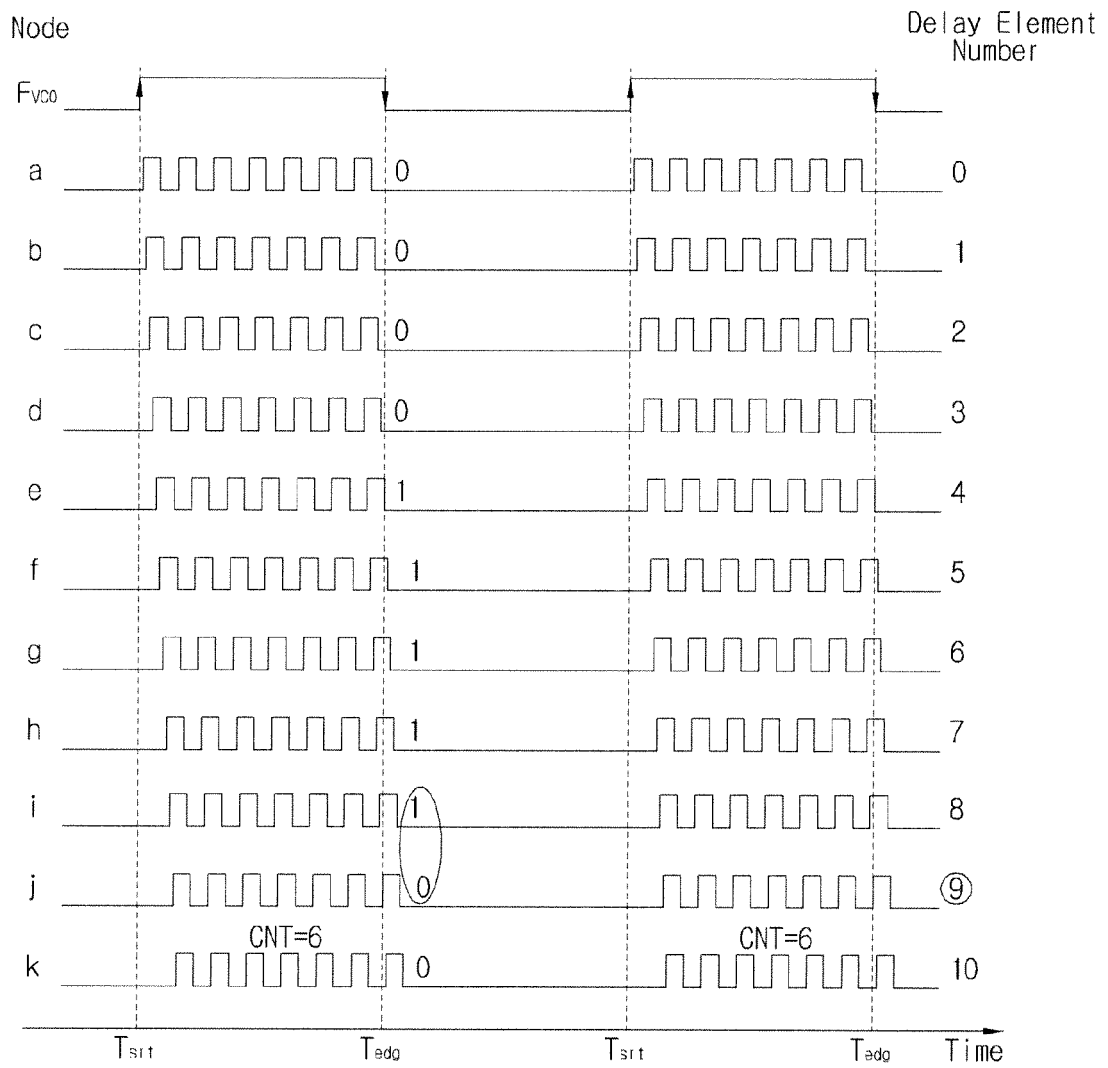 Node
Delay Element
Number
FVCO
a 0 0
b 0 1
c 0 2
d 0 3
e 1 4
f 1 5
g 1 6
h 1 7
i 1 8
j 0 9
CNT=6 CNT=6
k 0 10
Tsrt Tedg Tsrt Tedg Time